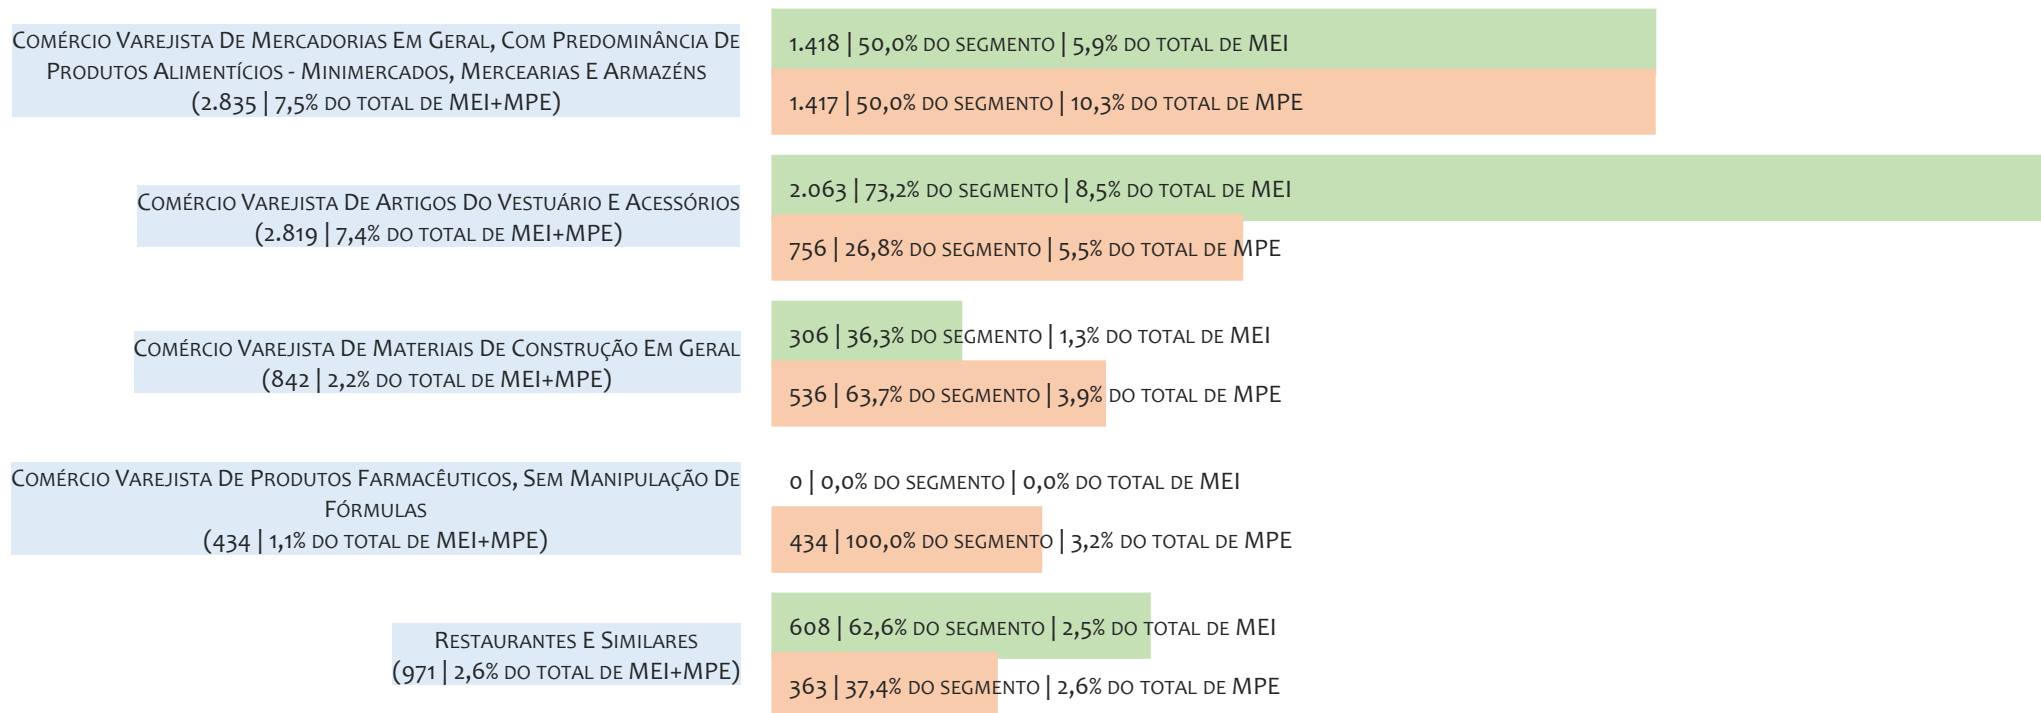 Comércio Varejista De Mercadorias Em Geral, Com Predominância De
Produtos Alimentícios - Minimercados, Mercearias E Armazéns
(2.835 | 7,5% do total de MEI+MPE)
1.418 | 50,0% do segmento | 5,9% do total de MEI
1.417 | 50,0% do segmento | 10,3% do total de MPE
Comércio Varejista De Artigos Do Vestuário E Acessórios
(2.819 | 7,4% do total de MEI+MPE)
2.063 | 73,2% do segmento | 8,5% do total de MEI
756 | 26,8% do segmento | 5,5% do total de MPE
Comércio Varejista De Materiais De Construção Em Geral
(842 | 2,2% do total de MEI+MPE)
306 | 36,3% do segmento | 1,3% do total de MEI
536 | 63,7% do segmento | 3,9% do total de MPE
Comércio Varejista De Produtos Farmacêuticos, Sem Manipulação De
Fórmulas
(434 | 1,1% do total de MEI+MPE)
0 | 0,0% do segmento | 0,0% do total de MEI
434 | 100,0% do segmento | 3,2% do total de MPE
Restaurantes E Similares
(971 | 2,6% do total de MEI+MPE)
608 | 62,6% do segmento | 2,5% do total de MEI
363 | 37,4% do segmento | 2,6% do total de MPE